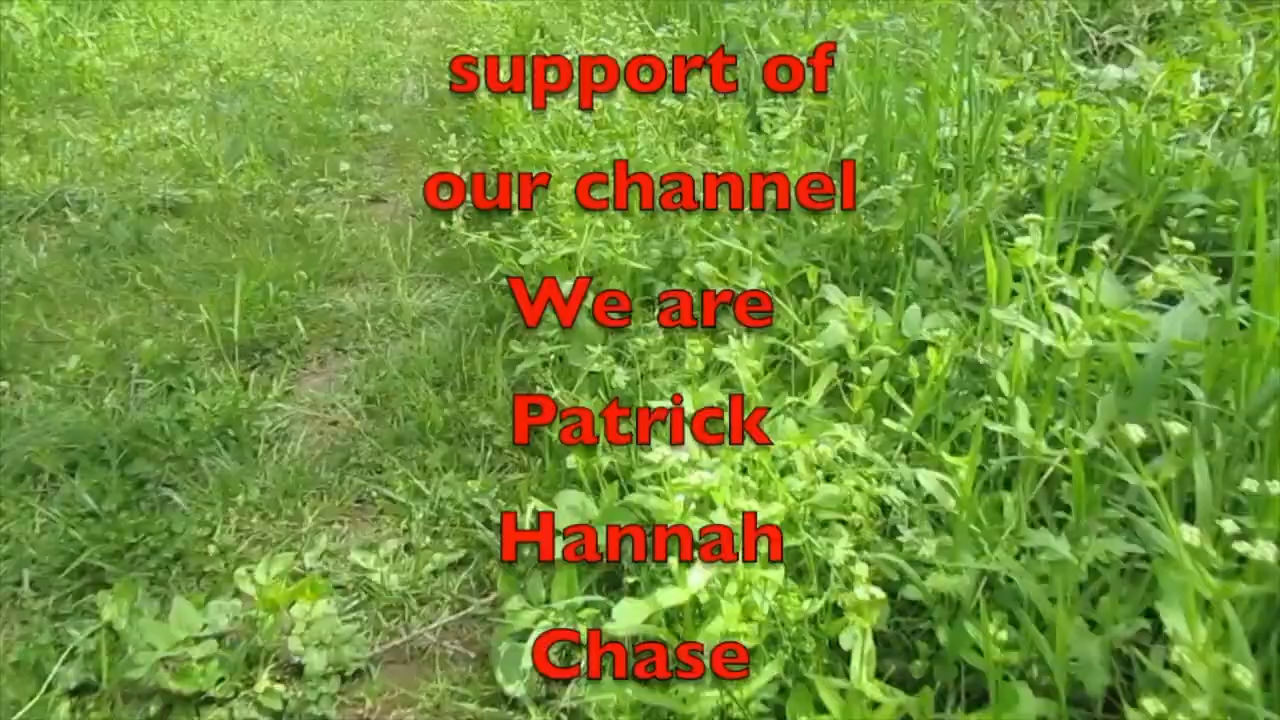 support of
our channel
We are
Patrick
Hannah
Chase